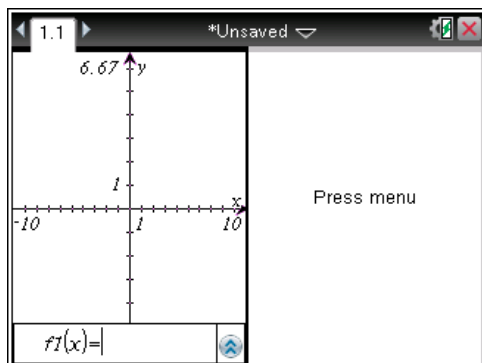 1.1 *Unsaved
6.67 y
1
x
-10 1 10
f1(x)=
Press menu